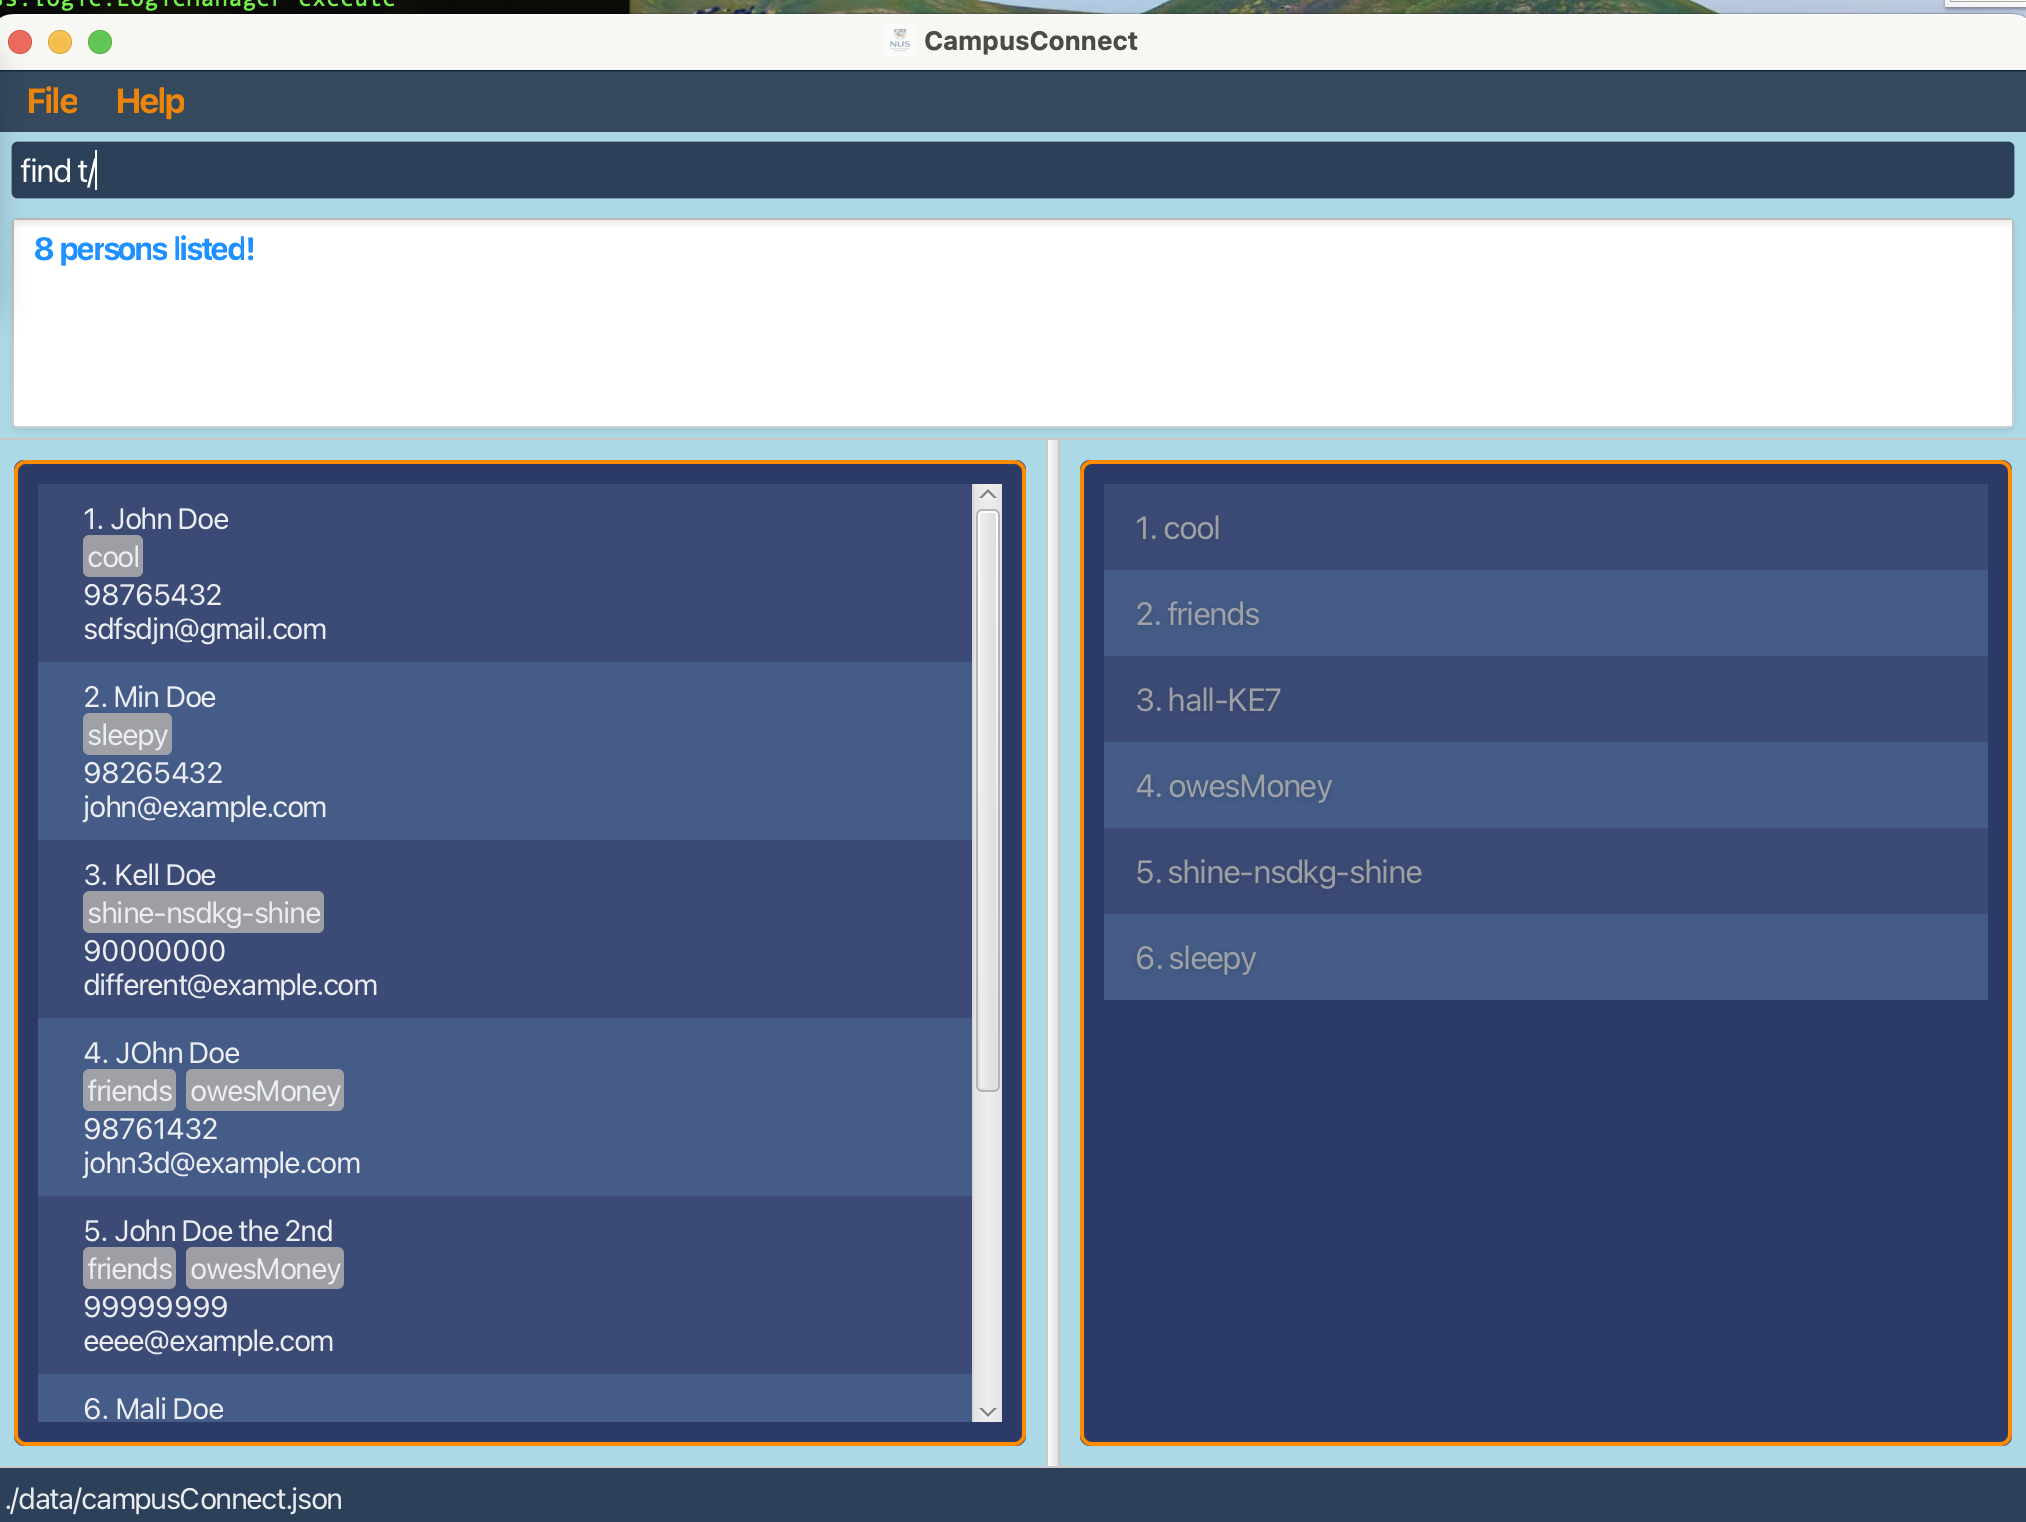 ss.logic.LogicManager execute
NUS
CampusConnect
File Help
find t/
8 persons listed!
1. John Doe
cool
98765432
sdfsdjn@gmail.com
2. Min Doe
sleepy
98265432
john@example.com
3. Kell Doe
shine-nsdkg-shine
90000000
different@example.com
4. JOhn Doe
friends owesMoney
98761432
john3d@example.com
5. John Doe the 2nd
friends owesMoney
99999999
eeee@example.com
6. Mali Doe
1. cool
2. friends
3. hall-KE7
4. owesMoney
5. shine-nsdkg-shine
6. sleepy
./data/campusConnect.json